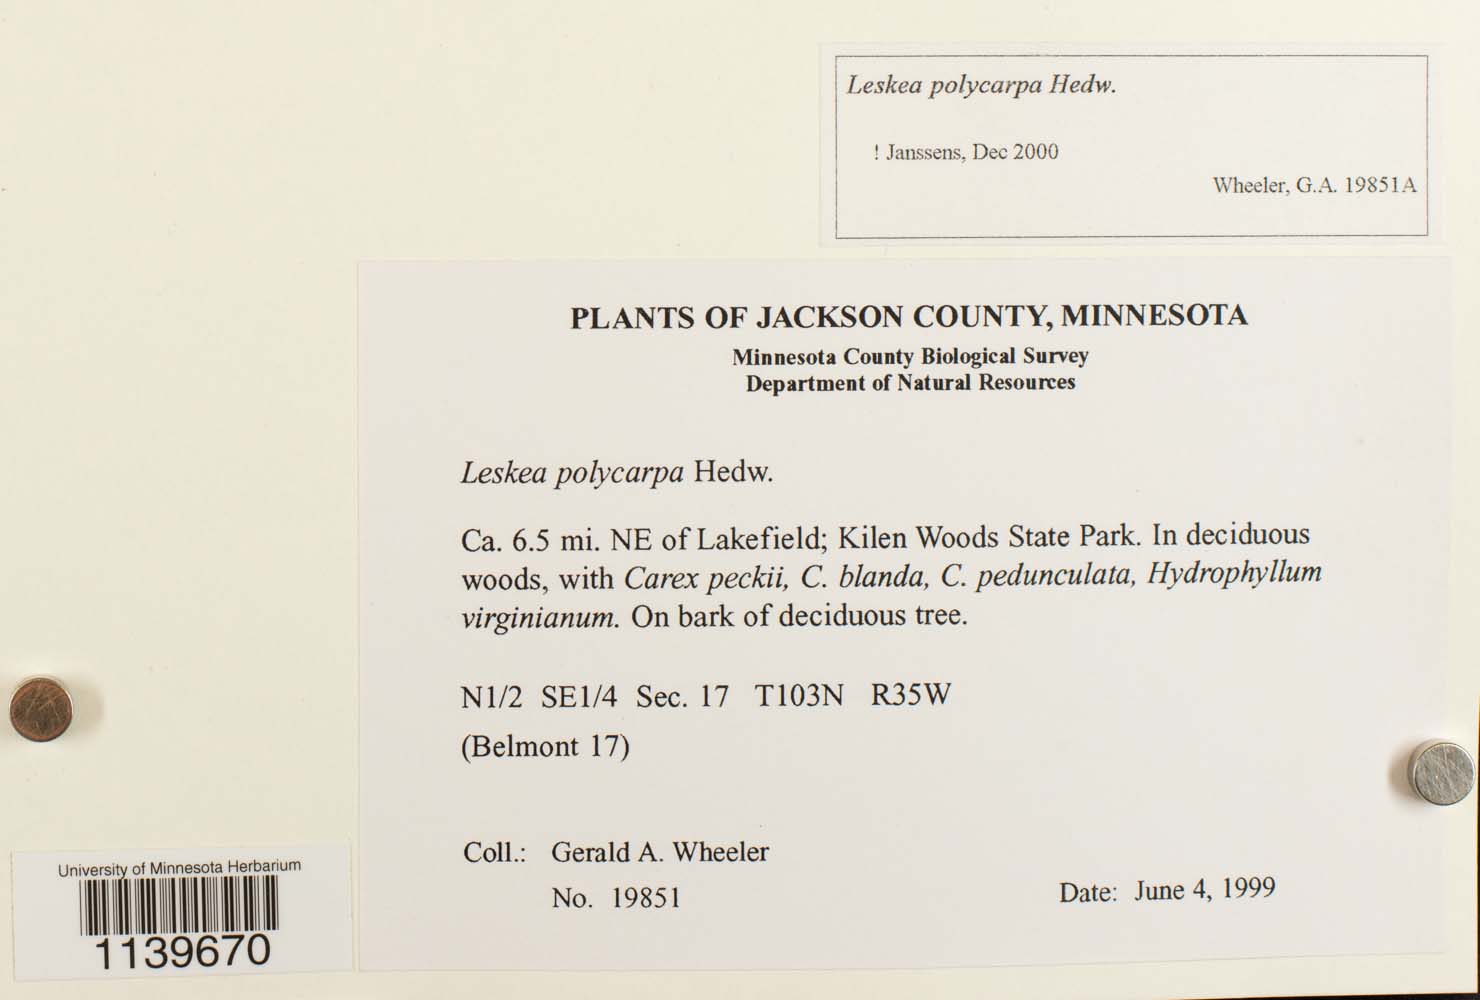 Leskea polycarpa Hedw.
! Janssens, Dec 2000
Wheeler, G.A. 19851A
PLANTS OF JACKSON COUNTY, MINNESOTA
Minnesota County Biological Survey
Department of Natural Resources
Leskea polycarpa Hedw.
Ca. 6.5 mi. NE of Lakefield; Kilen Woods State Park. In deciduous
woods, with Carex peckii, C. blanda, C. pedunculata, Hydrophyllum
virginianum. On bark of deciduous tree.
N1/2 SE1/4 Sec. 17 T103N R35W
(Belmont 17)
Coll.: Gerald A. Wheeler
No. 19851
Date: June 4, 1999
University of Minnesota Herbarium
1139670